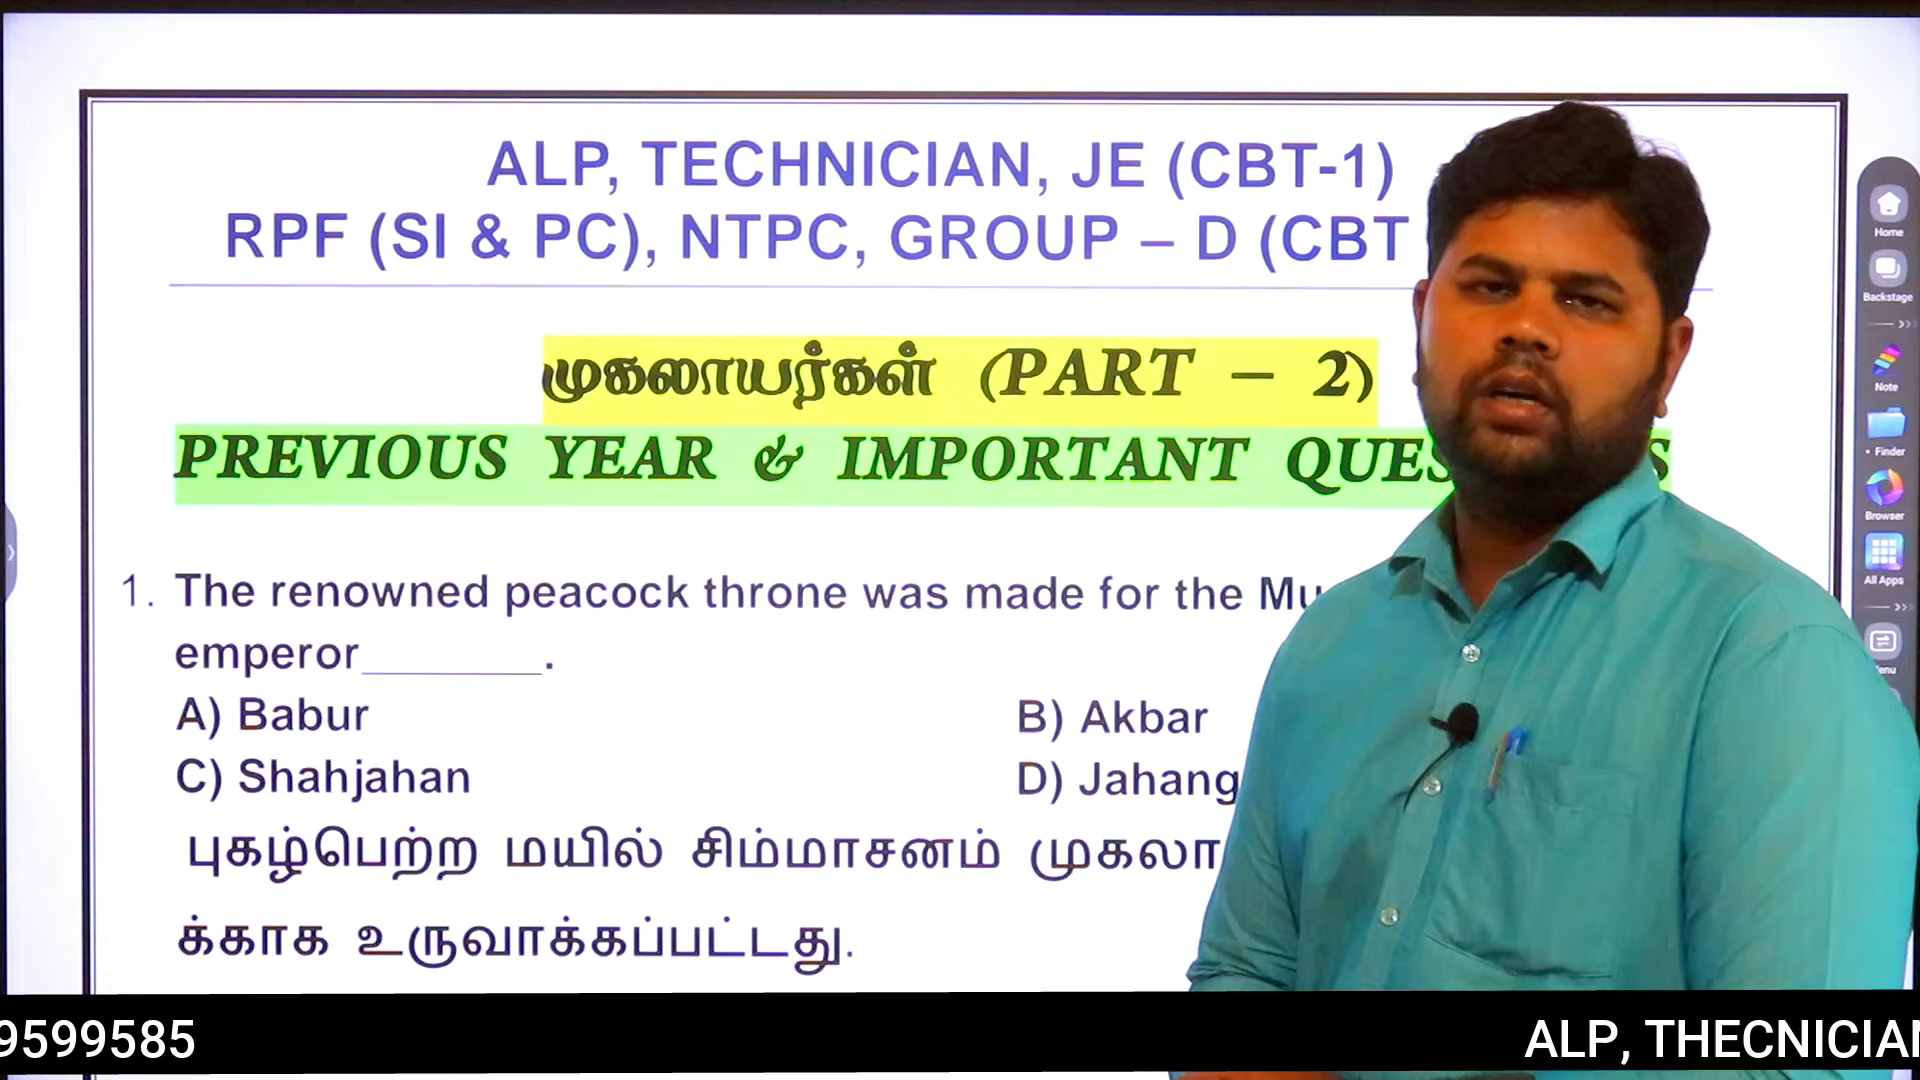 ALP, TECHNICIAN, JE (CBT-1)
RPF (SI & PC), NTPC, GROUP – D (CBT
முகலாயர்கள் (PART – 2)
PREVIOUS YEAR & IMPORTANT QUES S
1. The renowned peacock throne was made for the Mu
emperor________.
A) Babur B) Akbar
C) Shahjahan D) Jahang
புகழ்பெற்ற மயில் சிம்மாசனம் முகலா
க்காக உருவாக்கப்பட்டது.
Home
Backstage
Note
Finder
Browser
All Apps
enu
9599585 ALP, THECNICIAN